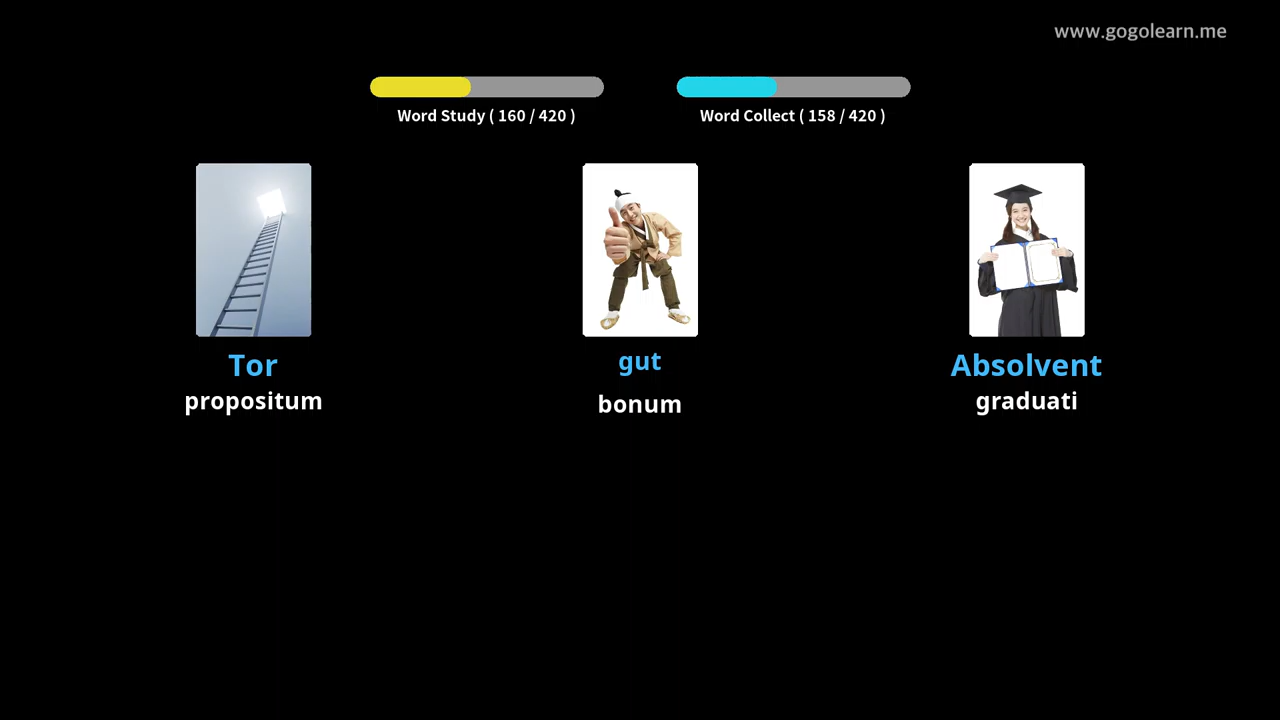 www.gogolearn.me
Word Study ( 160 / 420 )
Word Collect ( 158 / 420 )
Tor
propositum
gut
bonum
Absolvent
graduati